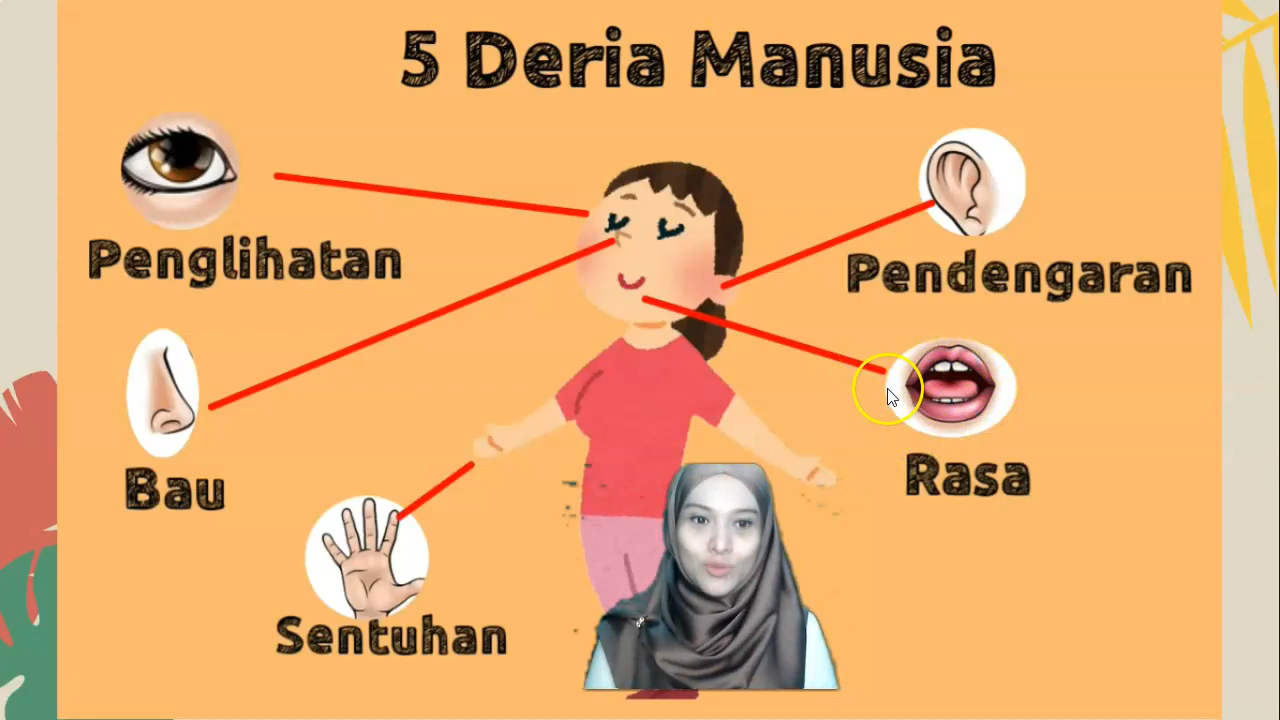 5 Deria Manusia
Penglihatan
Pendengaran
Bau
Rasa
Sentuhan